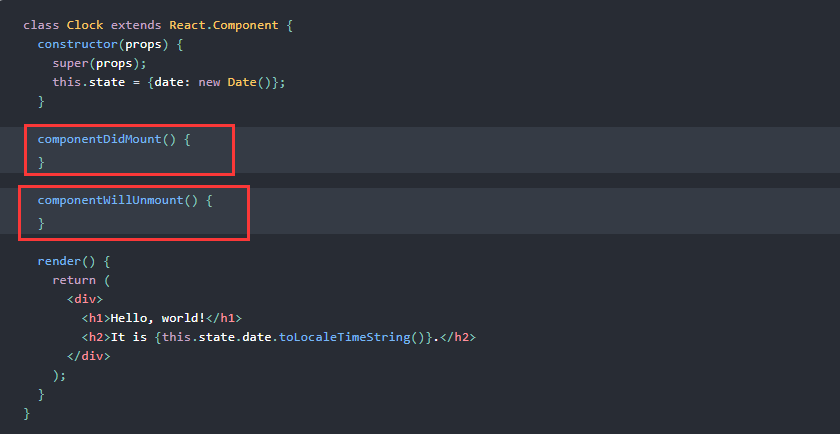 class Clock extends React.Component {
  constructor(props) {
    super(props);
    this.state = {date: new Date()};
  }
  componentDidMount() {
  }
  componentWillUnmount() {
  }
  render() {
    return (
      <div>
        <h1>Hello, world!</h1>
        <h2>It is {this.state.date.toLocaleTimeString()}.</h2>
      </div>
    );
  }
}